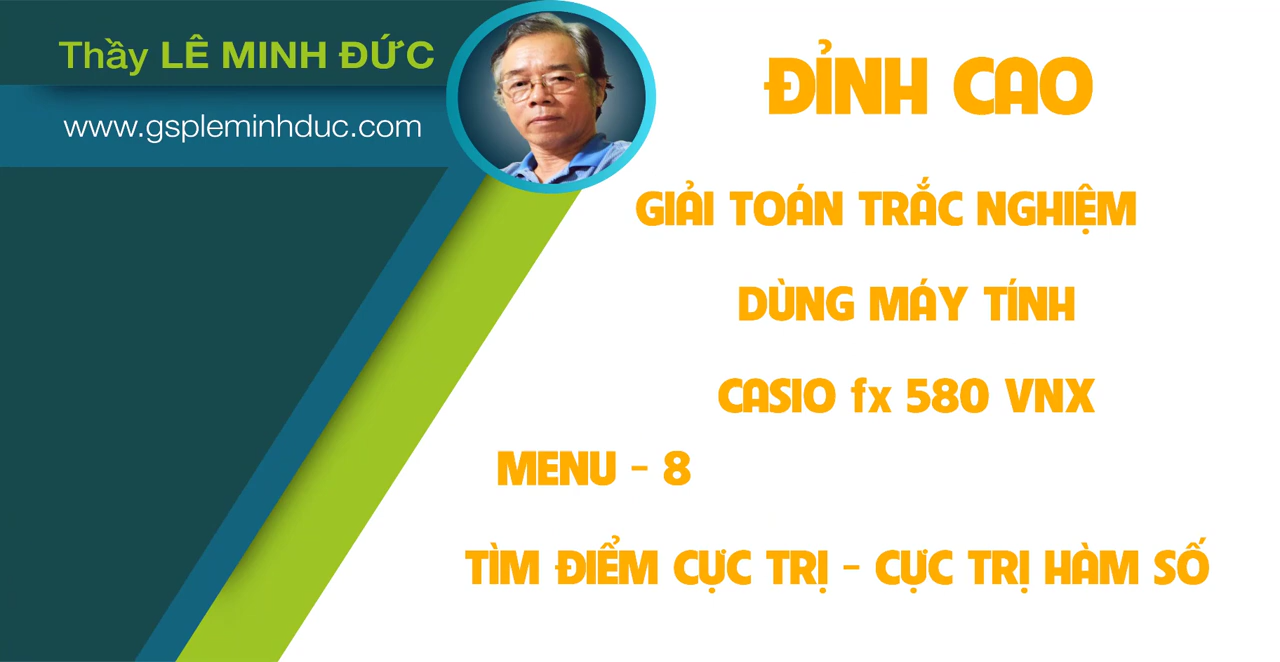 Thầy LÊ MINH ĐỨC
www.gspleminhduc.com
ĐỈNH CAO
GIẢI TOÁN TRẮC NGHIỆM
DÙNG MÁY TÍNH
CASIO fx 580 VNX
MENU - 8
TÌM ĐIỂM CỰC TRỊ - CỰC TRỊ HÀM SỐ